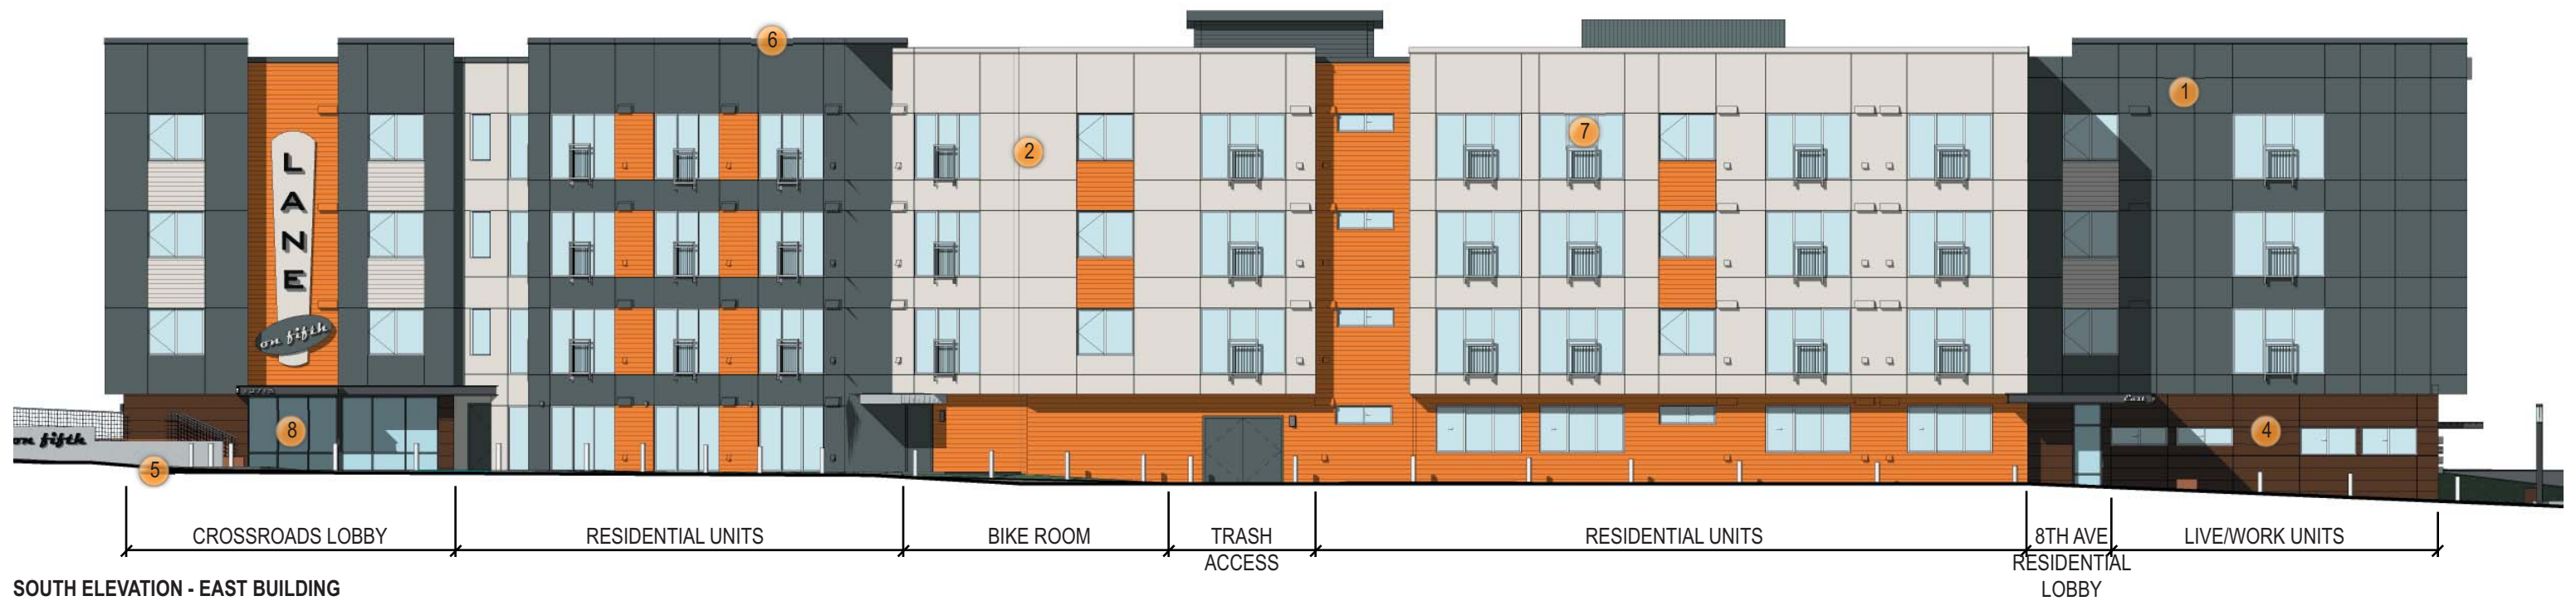 6
1
7
2
L
A
N
E
on fifth
8
4
on fifth
5
CROSSROADS LOBBY
RESIDENTIAL UNITS
BIKE ROOM
TRASH
ACCESS
RESIDENTIAL UNITS
8TH AVE
RESIDENTIAL
LOBBY
LIVE/WORK UNITS
SOUTH ELEVATION - EAST BUILDING